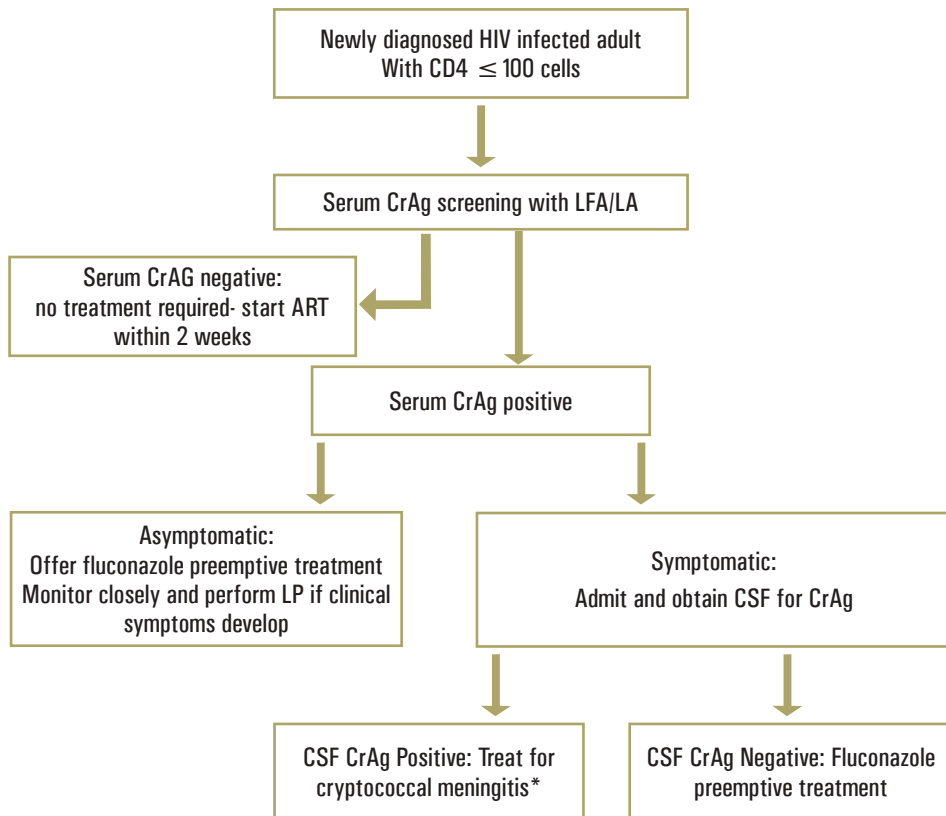 Newly diagnosed HIV infected adult
With CD4 ≤ 100 cells
Serum CrAg screening with LFA/LA
Serum CrAG negative:
no treatment required- start ART
within 2 weeks
Serum CrAg positive
Asymptomatic:
Offer fluconazole preemptive treatment
Monitor closely and perform LP if clinical
symptoms develop
Symptomatic:
Admit and obtain CSF for CrAg
CSF CrAg Positive: Treat for
cryptococcal meningitis*
CSF CrAg Negative: Fluconazole
preemptive treatment